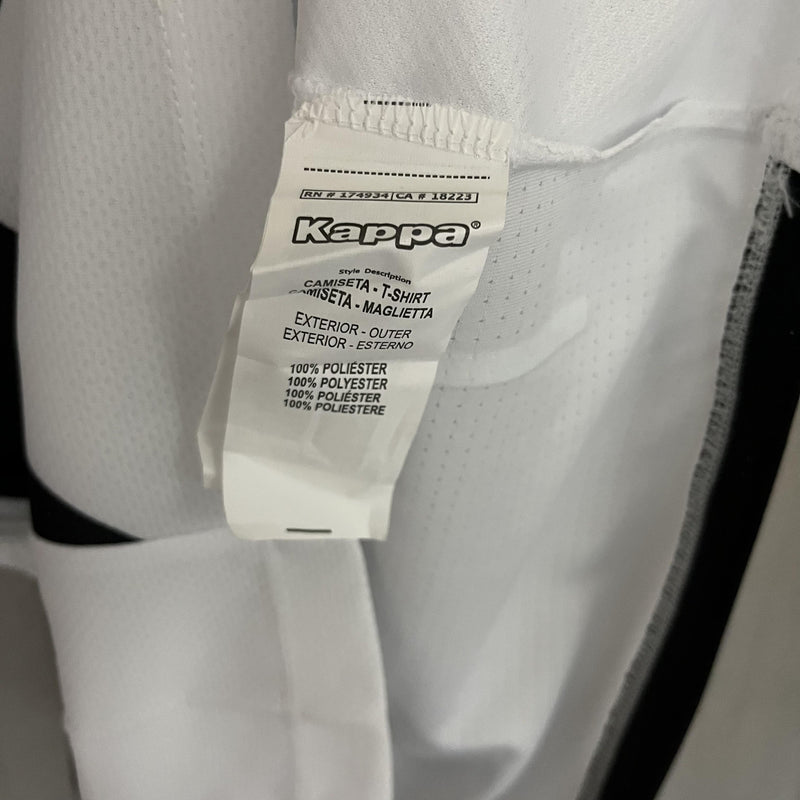 RN # 174934 CA # 18223
Kappa®
Style Description
CAMISETA - T-SHIRT
CAMISETA - MAGLIETTA
EXTERIOR - OUTER
EXTERIOR - ESTERNO
100% POLIÉSTER
100% POLYESTER
100% POLIÉSTER
100% POLIESTERE